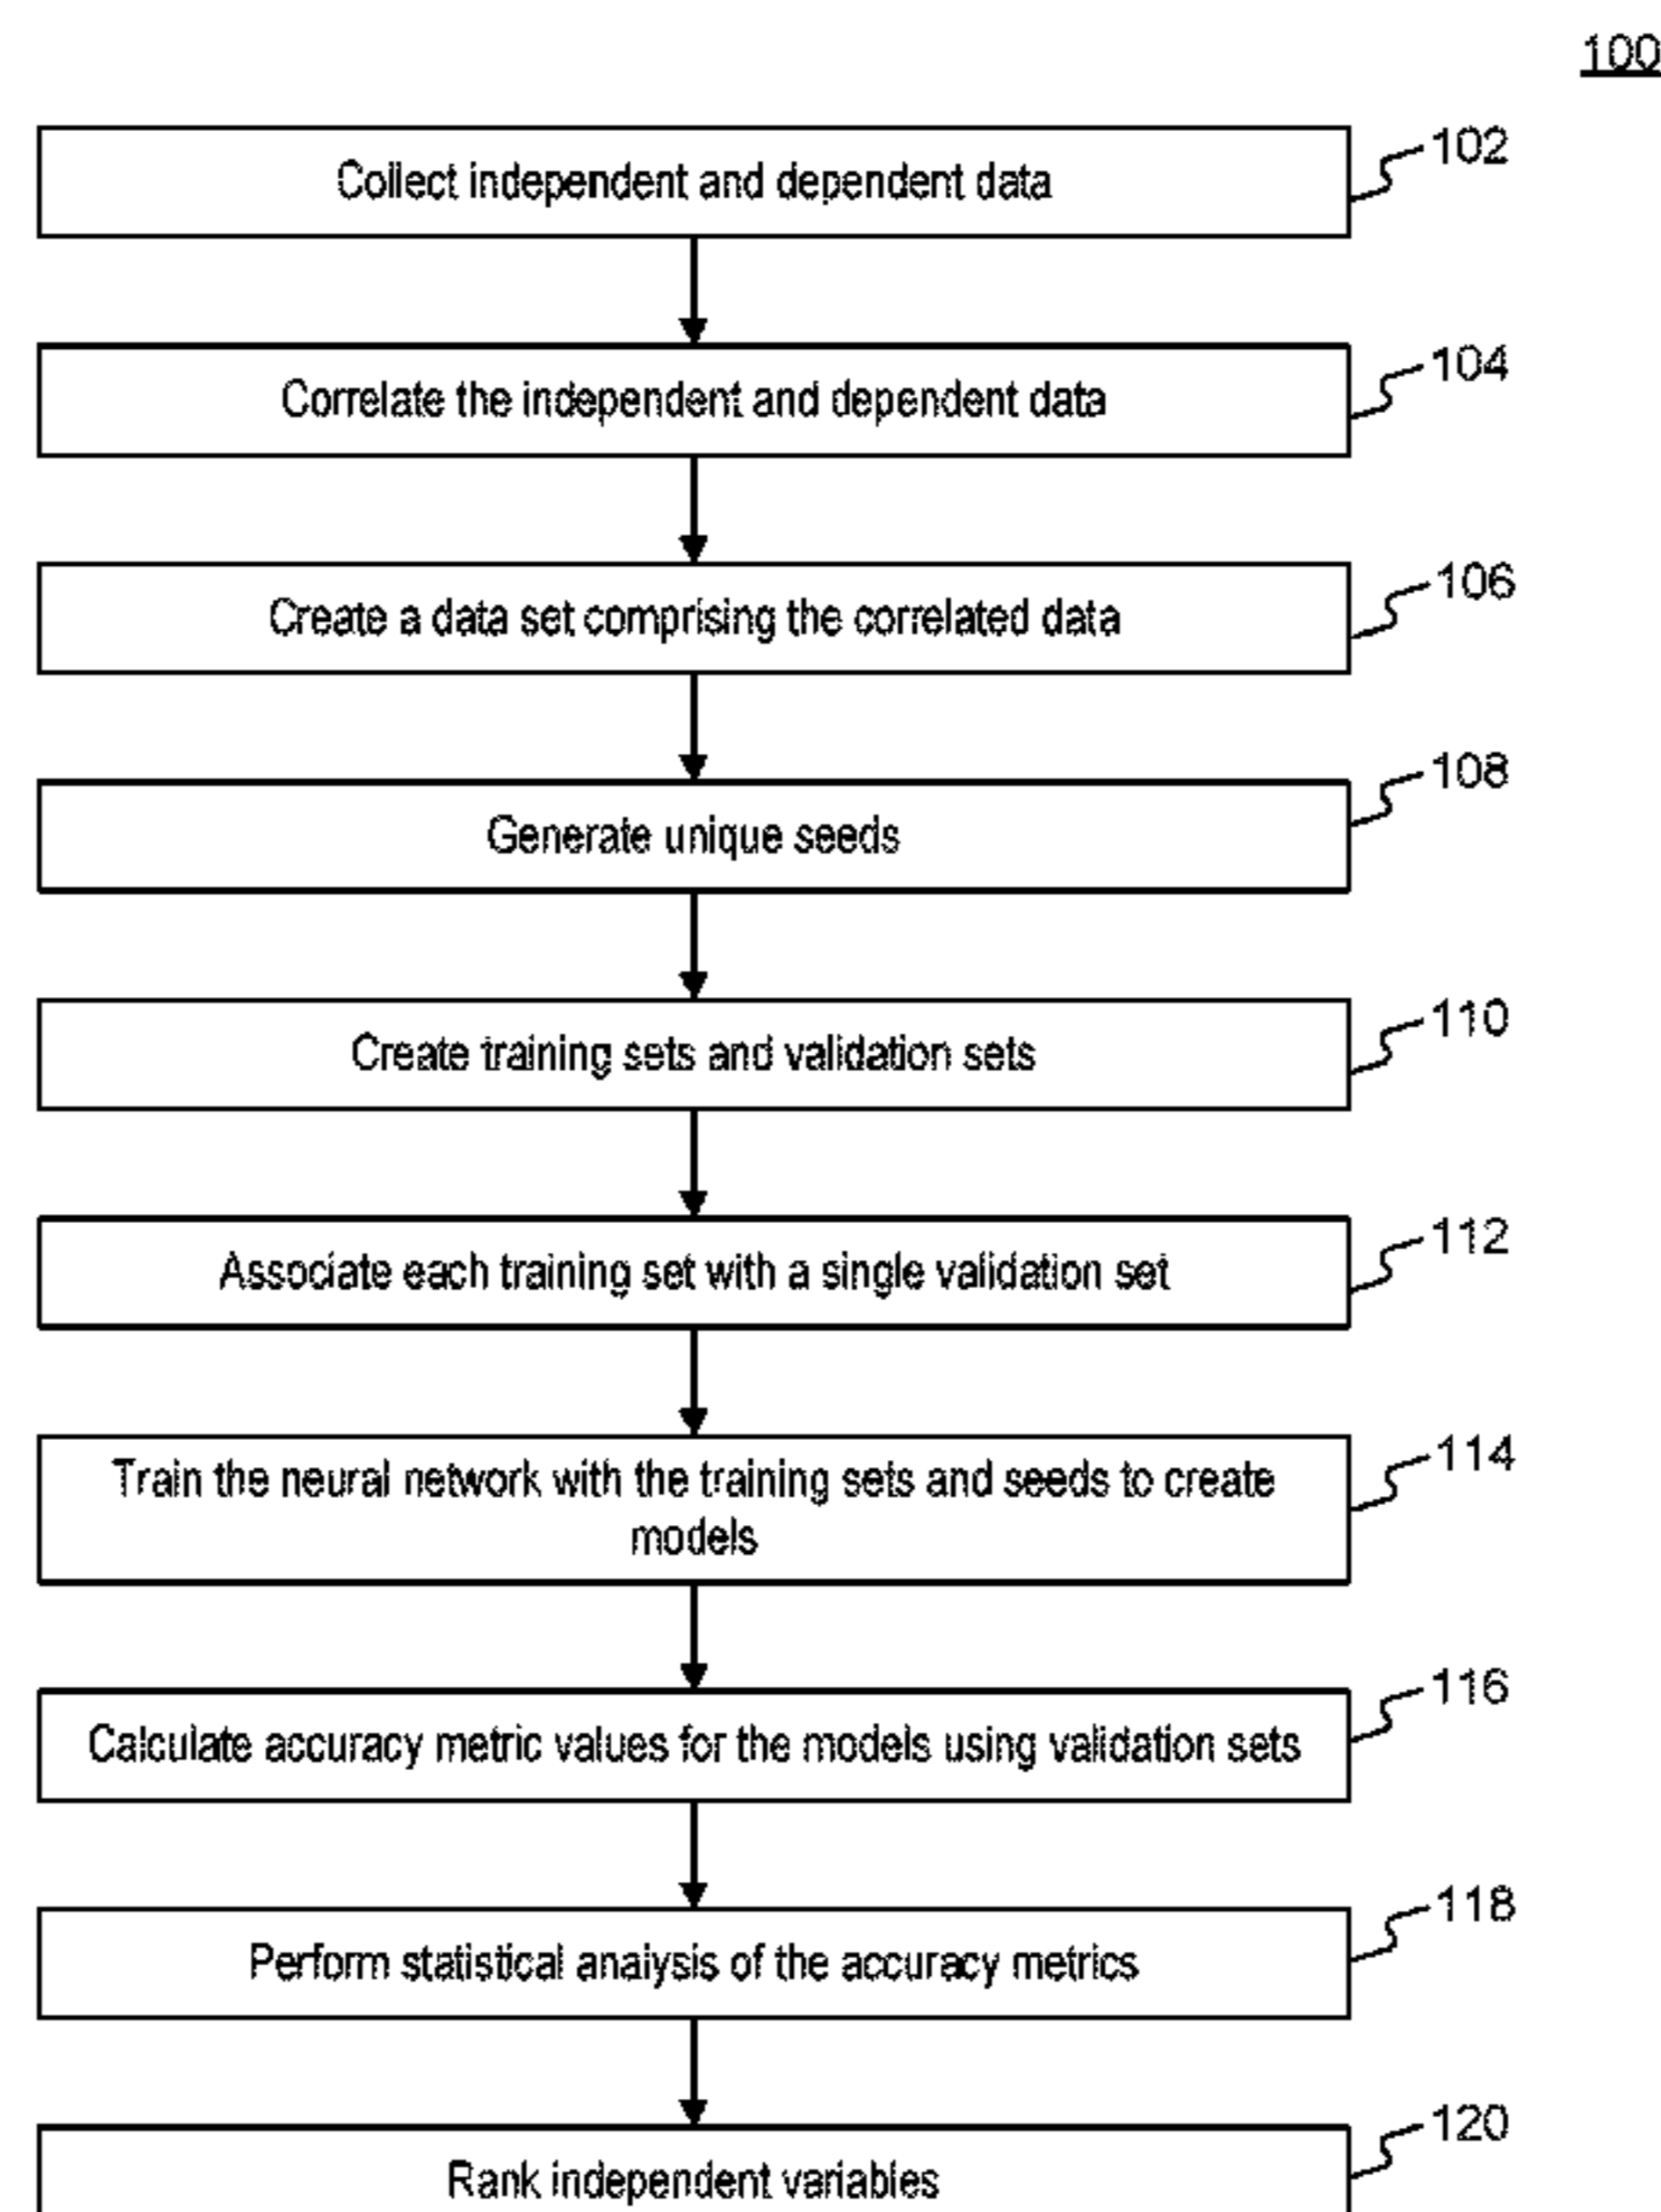 100
Collect independent and dependent data
102
Correlate the independent and dependent data
104
Create a data set comprising the correlated data
106
Generate unique seeds
108
Create training sets and validation sets
110
Associate each training set with a single validation set
112
Train the neural network with the training sets and seeds to create
models
114
Calculate accuracy metric values for the models using validation sets
116
Perform statistical analysis of the accuracy metrics
118
Rank independent variables
120